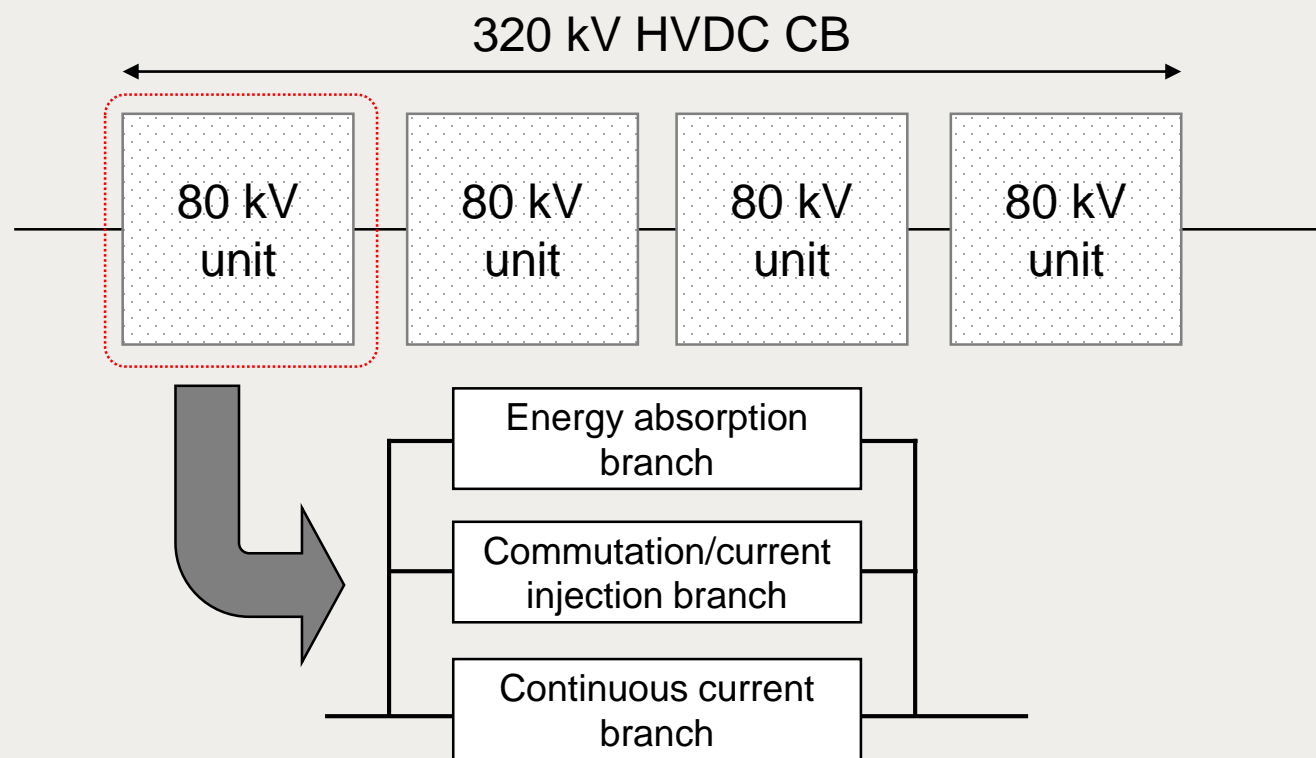 320 kV HVDC CB
80 kV
unit
80 kV
unit
80 kV
unit
80 kV
unit
Energy absorption
branch
Commutation/current
injection branch
Continuous current
branch